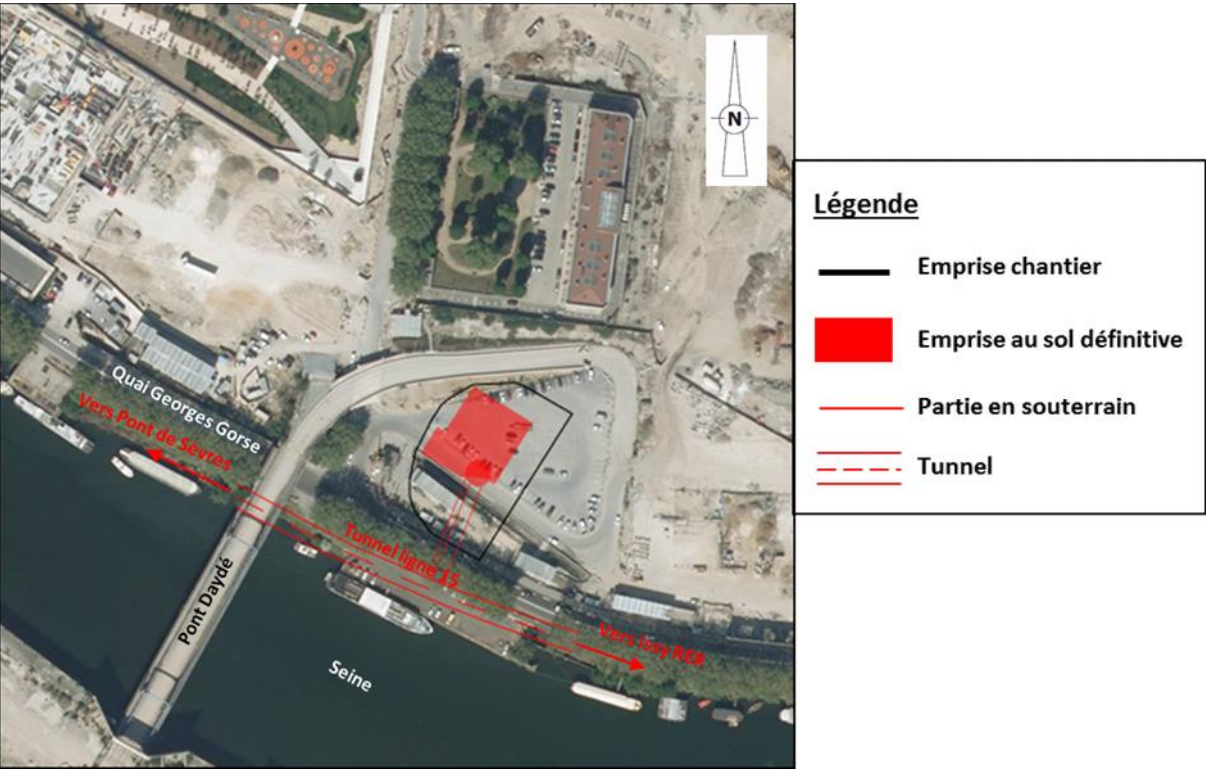 N
Quai Georges Gorse
Vers Pont de Sèvres
Tunnel ligne 15
Pont Daydé
Vers Issy RER
Seine
Légende
Emprise chantier
Emprise au sol définitive
Partie en souterrain
Tunnel